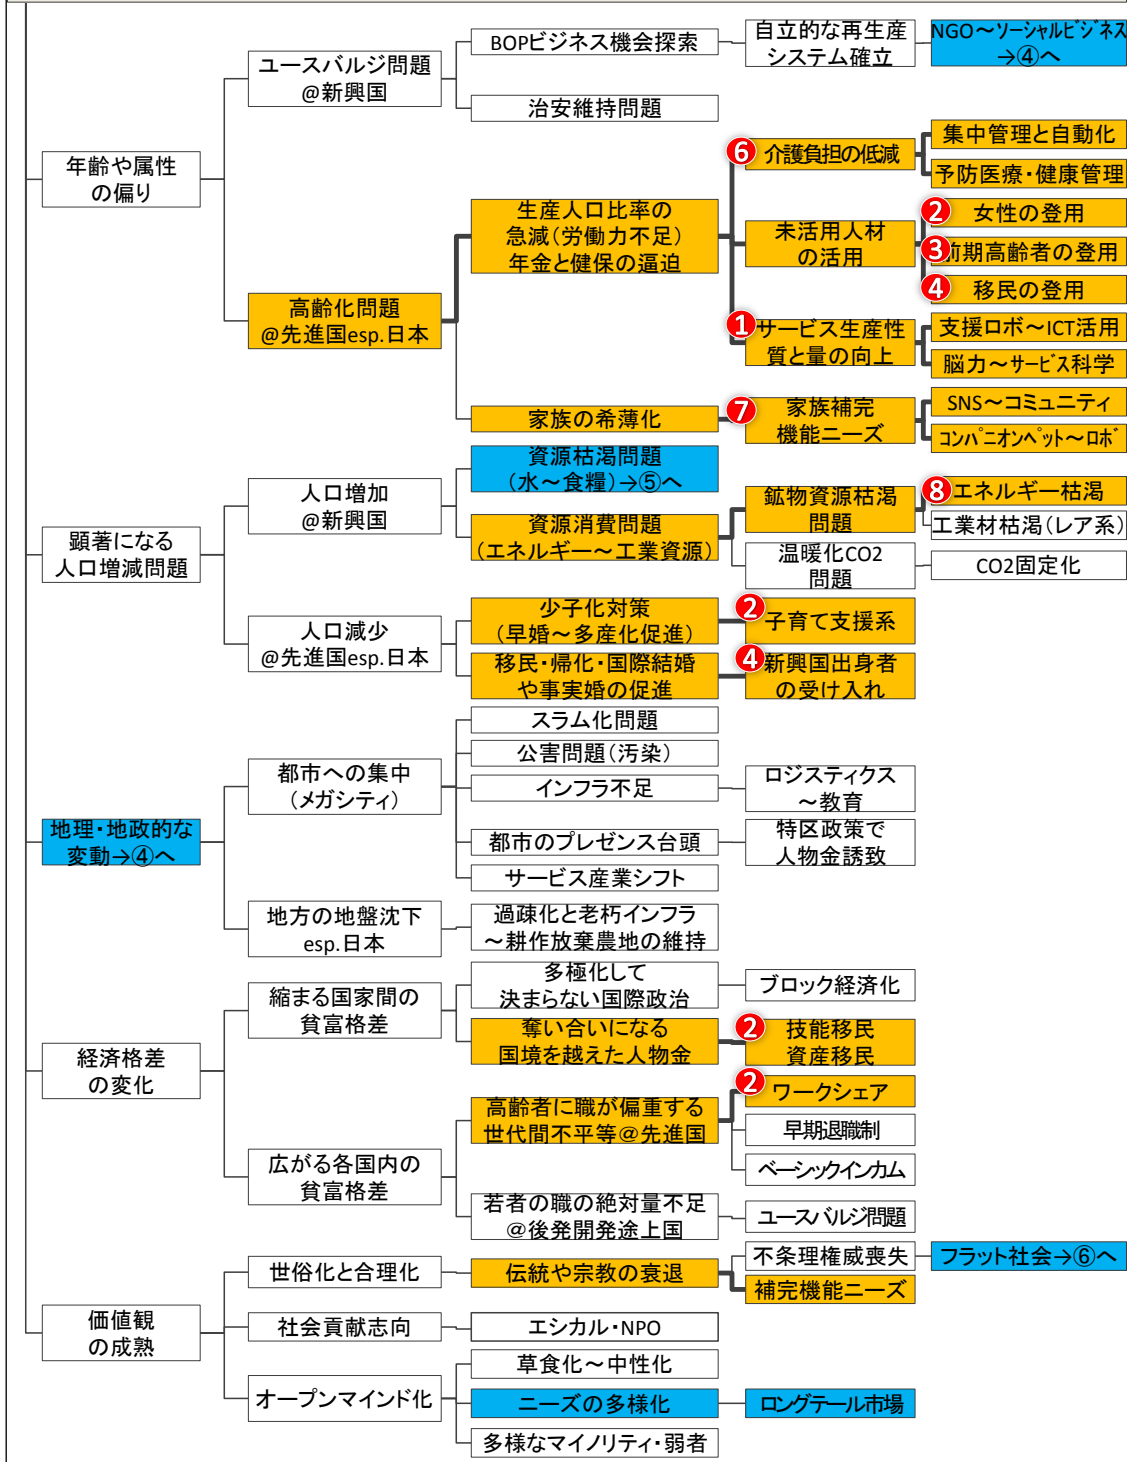 年齢や属性
の偏り
ユースバルジ問題
@新興国
BOPビジネス機会探索
自立的な再生産
システム確立
NGO～ソーシャルビジネス
→④へ
治安維持問題
高齢化問題
@先進国esp.日本
生産人口比率の
急減(労働力不足)
年金と健保の逼迫
6
介護負担の低減
集中管理と自動化
予防医療・健康管理
未活用人材
の活用
2
女性の登用
3
前期高齢者の登用
4
移民の登用
1
サービス生産性
質と量の向上
支援ロボ～ICT活用
脳力～サービス科学
家族の希薄化
7
家族補完
機能ニーズ
SNS～コミュニティ
コンパニオンペット～ロボ
顕著になる
人口増減問題
人口増加
@新興国
資源枯渇問題
(水～食糧)→⑤へ
資源消費問題
(エネルギー～工業資源)
鉱物資源枯渇
問題
8
エネルギー枯渇
工業材枯渇(レア系)
温暖化CO2
問題
CO2固定化
人口減少
@先進国esp.日本
少子化対策
(早婚～多産化促進)
2
子育て支援系
移民・帰化・国際結婚
や事実婚の促進
4
新興国出身者
の受け入れ
地理・地政的な
変動→④へ
都市への集中
(メガシティ)
スラム化問題
公害問題(汚染)
インフラ不足
ロジスティクス
～教育
都市のプレゼンス台頭
特区政策で
人物金誘致
サービス産業シフト
地方の地盤沈下
esp.日本
過疎化と老朽インフラ
～耕作放棄農地の維持
経済格差
の変化
縮まる国家間の
貧富格差
多極化して
決まらない国際政治
ブロック経済化
奪い合いになる
国境を越えた人物金
2
技能移民
資産移民
広がる各国内の
貧富格差
高齢者に職が偏重する
世代間不平等@先進国
2
ワークシェア
早期退職制
ベーシックインカム
若者の職の絶対量不足
@後発開発途上国
ユースバルジ問題
価値観
の成熟
世俗化と合理化
伝統や宗教の衰退
不条理権威喪失
フラット社会→⑥へ
補完機能ニーズ
社会貢献志向
エシカル・NPO
オープンマインド化
草食化～中性化
ニーズの多様化
ロングテール市場
多様なマイノリティ・弱者